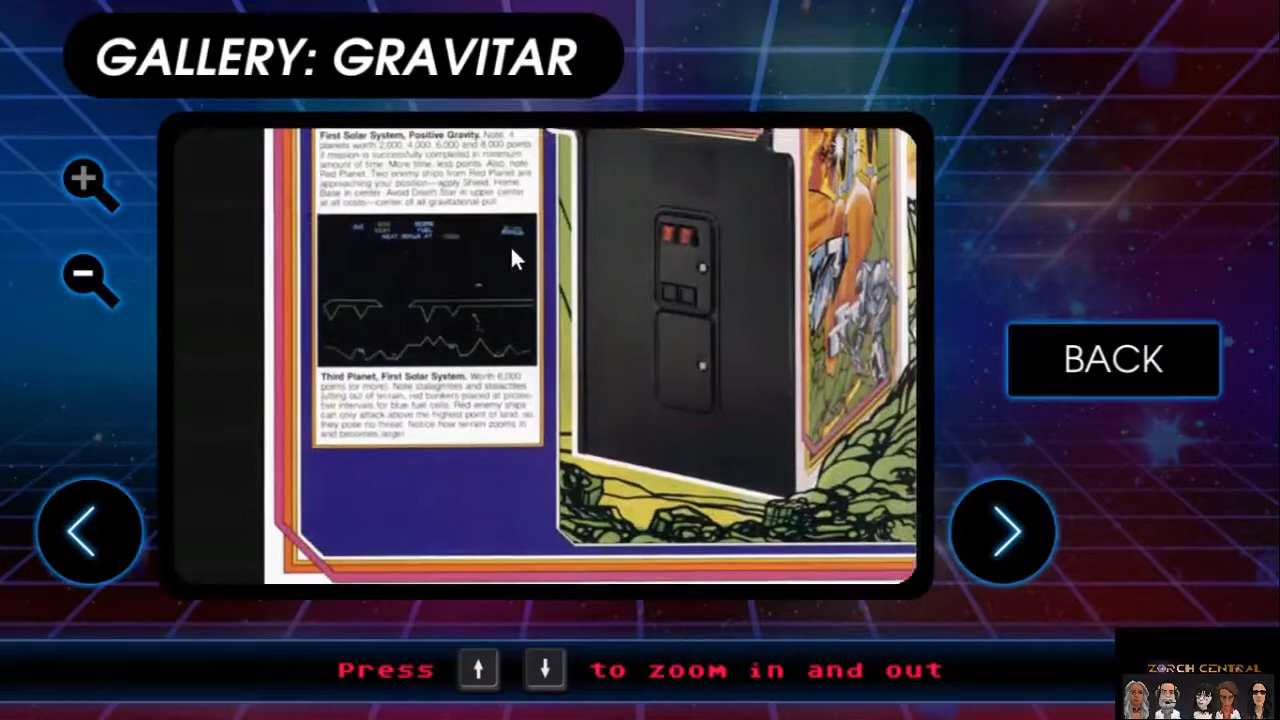 GALLERY: GRAVITAR
First Solar System, Positive Gravity. Note: 4
planets worth 2,000, 4,000, 6,000 and 8,000 points
if mission is successfully completed in minimum
amount of time. More time, less points. Also, note
Red Planet. Two enemy ships from Red Planet are
approaching your position—apply Shield. Home
Base in center. Avoid Death Star in upper center
at all costs—center of all gravitational pull
FUEL
NEXT BONUS AT
Third Planet, First Solar System. Worth 6,000
points (or more). Note stalagmites and stalactites
jutting out of terrain, red bunkers placed at protec-
tive intervals for blue fuel cells. Red enemy ships
can only attack above the highest point of land, so
they pose no threat. Notice how terrain zooms in
and becomes larger
BACK
Press ↑ ↓ to zoom in and out
ZORCH CENTRAL